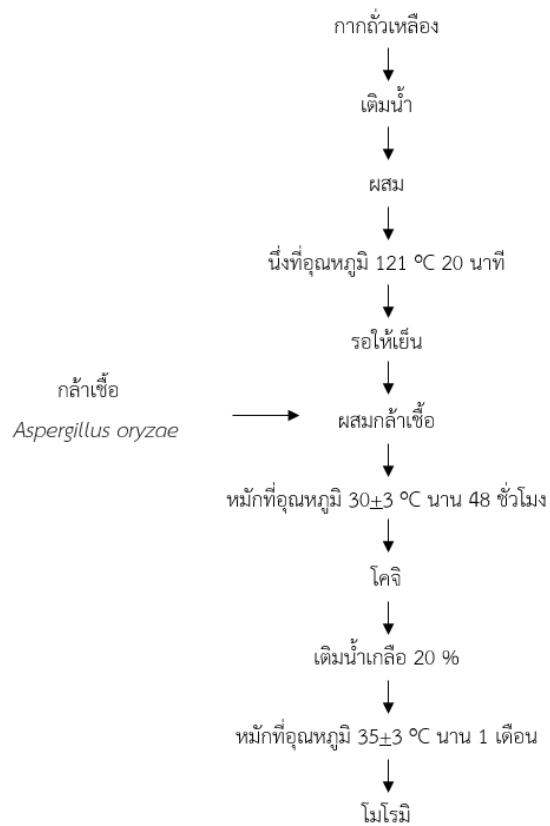 กากถั่วเหลือง
เติมน้ำ
ผสม
นึ่งที่อุณหภูมิ 121 ºC 20 นาที
รอให้เย็น
กล้าเชื้อ
Aspergillus oryzae
ผสมกล้าเชื้อ
หมักที่อุณหภูมิ 30±3 ºC นาน 48 ชั่วโมง
โคจิ
เติมน้ำเกลือ 20 %
หมักที่อุณหภูมิ 35±3 ºC นาน 1 เดือน
โมโรมิ